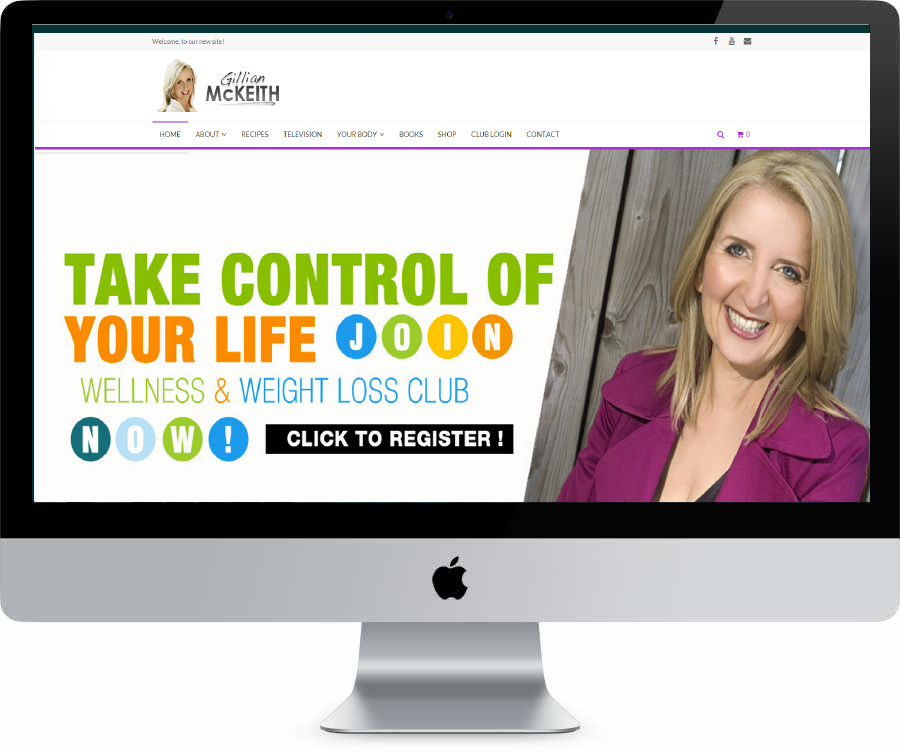 Welcome, to our new site!
Gillian
McKEITH
HOME ABOUT RECIPES TELEVISION YOUR BODY BOOKS SHOP CLUB LOGIN CONTACT 0
TAKE CONTROL OF
YOUR LIFE JOIN
WELLNESS & WEIGHT LOSS CLUB
NOW! CLICK TO REGISTER !